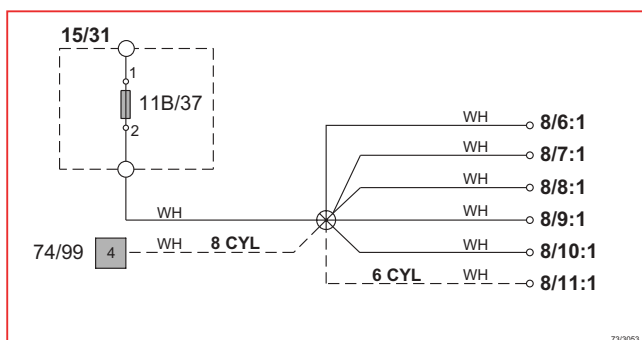 15/31
1
11B/37
2
WH 8/6:1
WH 8/7:1
WH 8/8:1
WH WH 8/9:1
74/99 4 WH 8 CYL WH 8/10:1
6 CYL WH 8/11:1
73/3053